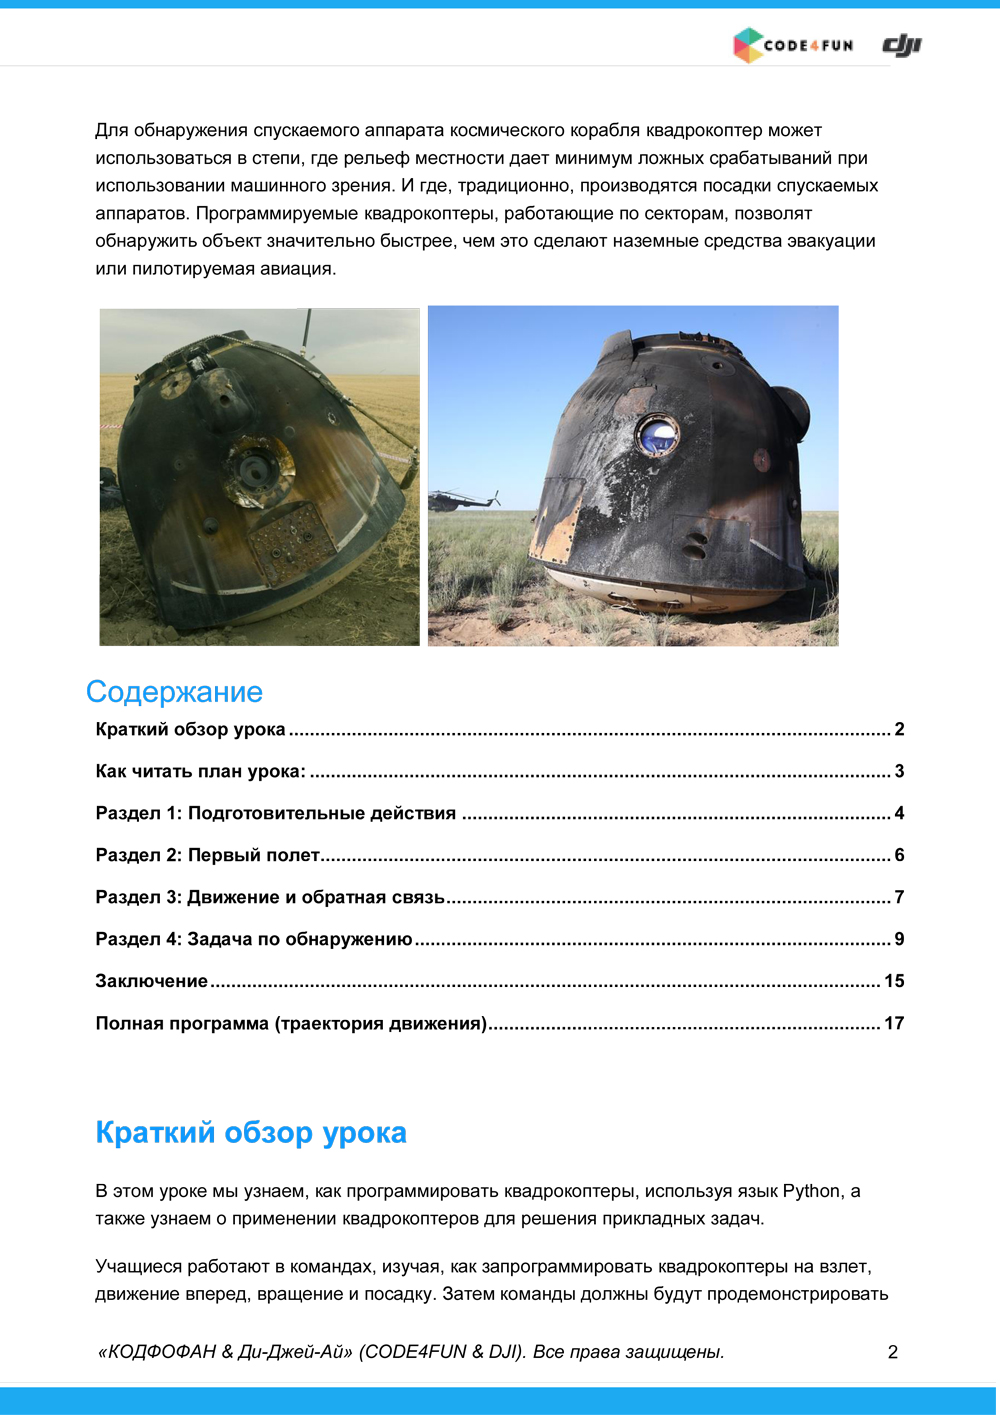 CODE4FUN dji
Для обнаружения спускаемого аппарата космического корабля квадрокоптер может
использоваться в степи, где рельеф местности дает минимум ложных срабатываний при
использовании машинного зрения. И где, традиционно, производятся посадки спускаемых
аппаратов. Программируемые квадрокоптеры, работающие по секторам, позволят
обнаружить объект значительно быстрее, чем это сделают наземные средства эвакуации
или пилотируемая авиация.
Содержание
Краткий обзор урока ........ 2
Как читать план урока: ........ 3
Раздел 1: Подготовительные действия ........ 4
Раздел 2: Первый полет ........ 6
Раздел 3: Движение и обратная связь ........ 7
Раздел 4: Задача по обнаружению ........ 9
Заключение ........ 15
Полная программа (траектория движения) ........ 17
Краткий обзор урока
В этом уроке мы узнаем, как программировать квадрокоптеры, используя язык Python, а
также узнаем о применении квадрокоптеров для решения прикладных задач.
Учащиеся работают в командах, изучая, как запрограммировать квадрокоптеры на взлет,
движение вперед, вращение и посадку. Затем команды должны будут продемонстрировать
«КОДФОФАН & Ди-Джей-Ай» (CODE4FUN & DJI). Все права защищены. 2